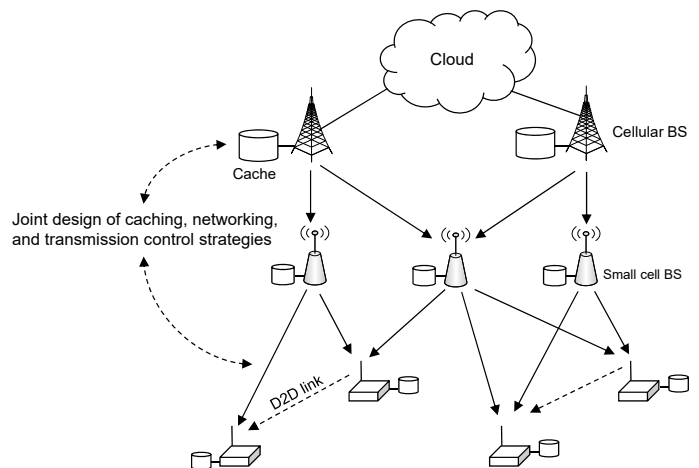 Cloud
Cellular BS
Cache
Joint design of caching, networking,
and transmission control strategies
Small cell BS
D2D link